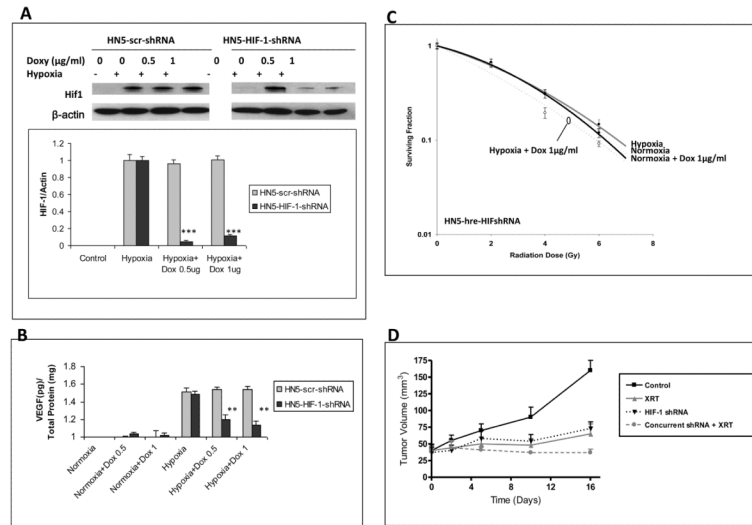 A
HN5-scr-shRNA HN5-HIF-1-shRNA
Doxy (µg/ml) 0 0 0.5 1 0 0 0.5 1
Hypoxia - + + + - + + +
Hif1
β-actin
HIF-1/Actin
1.2
1
0.8
0.6
0.4
0.2
0
*** ***
HN5-scr-shRNA
HN5-HIF-1-shRNA
Control Hypoxia Hypoxia+ Dox 0.5ug Hypoxia+ Dox 1ug
B
VEGF(pg)/
Total Protein (mg)
1.8
1.6
1.4
1.2
1
** **
HN5-scr-shRNA
HN5-HIF-1-shRNA
Normoxia
Normoxia+Dox 0.5
Normoxia+Dox 1
Hypoxia
Hypoxia+Dox 0.5
Hypoxia+Dox 1
C
Surviving Fraction
1
0.1
0.01
Hypoxia + Dox 1µg/ml
Hypoxia
Normoxia
Normoxia + Dox 1µg/ml
HN5-hre-HIFshRNA
0 2 4 6 8
Radiation Dose (Gy)
D
Tumor Volume (mm³)
175
150
125
100
75
50
25
0
0 5 10 16
Time (Days)
Control
XRT
HIF-1 shRNA
Concurrent shRNA + XRT